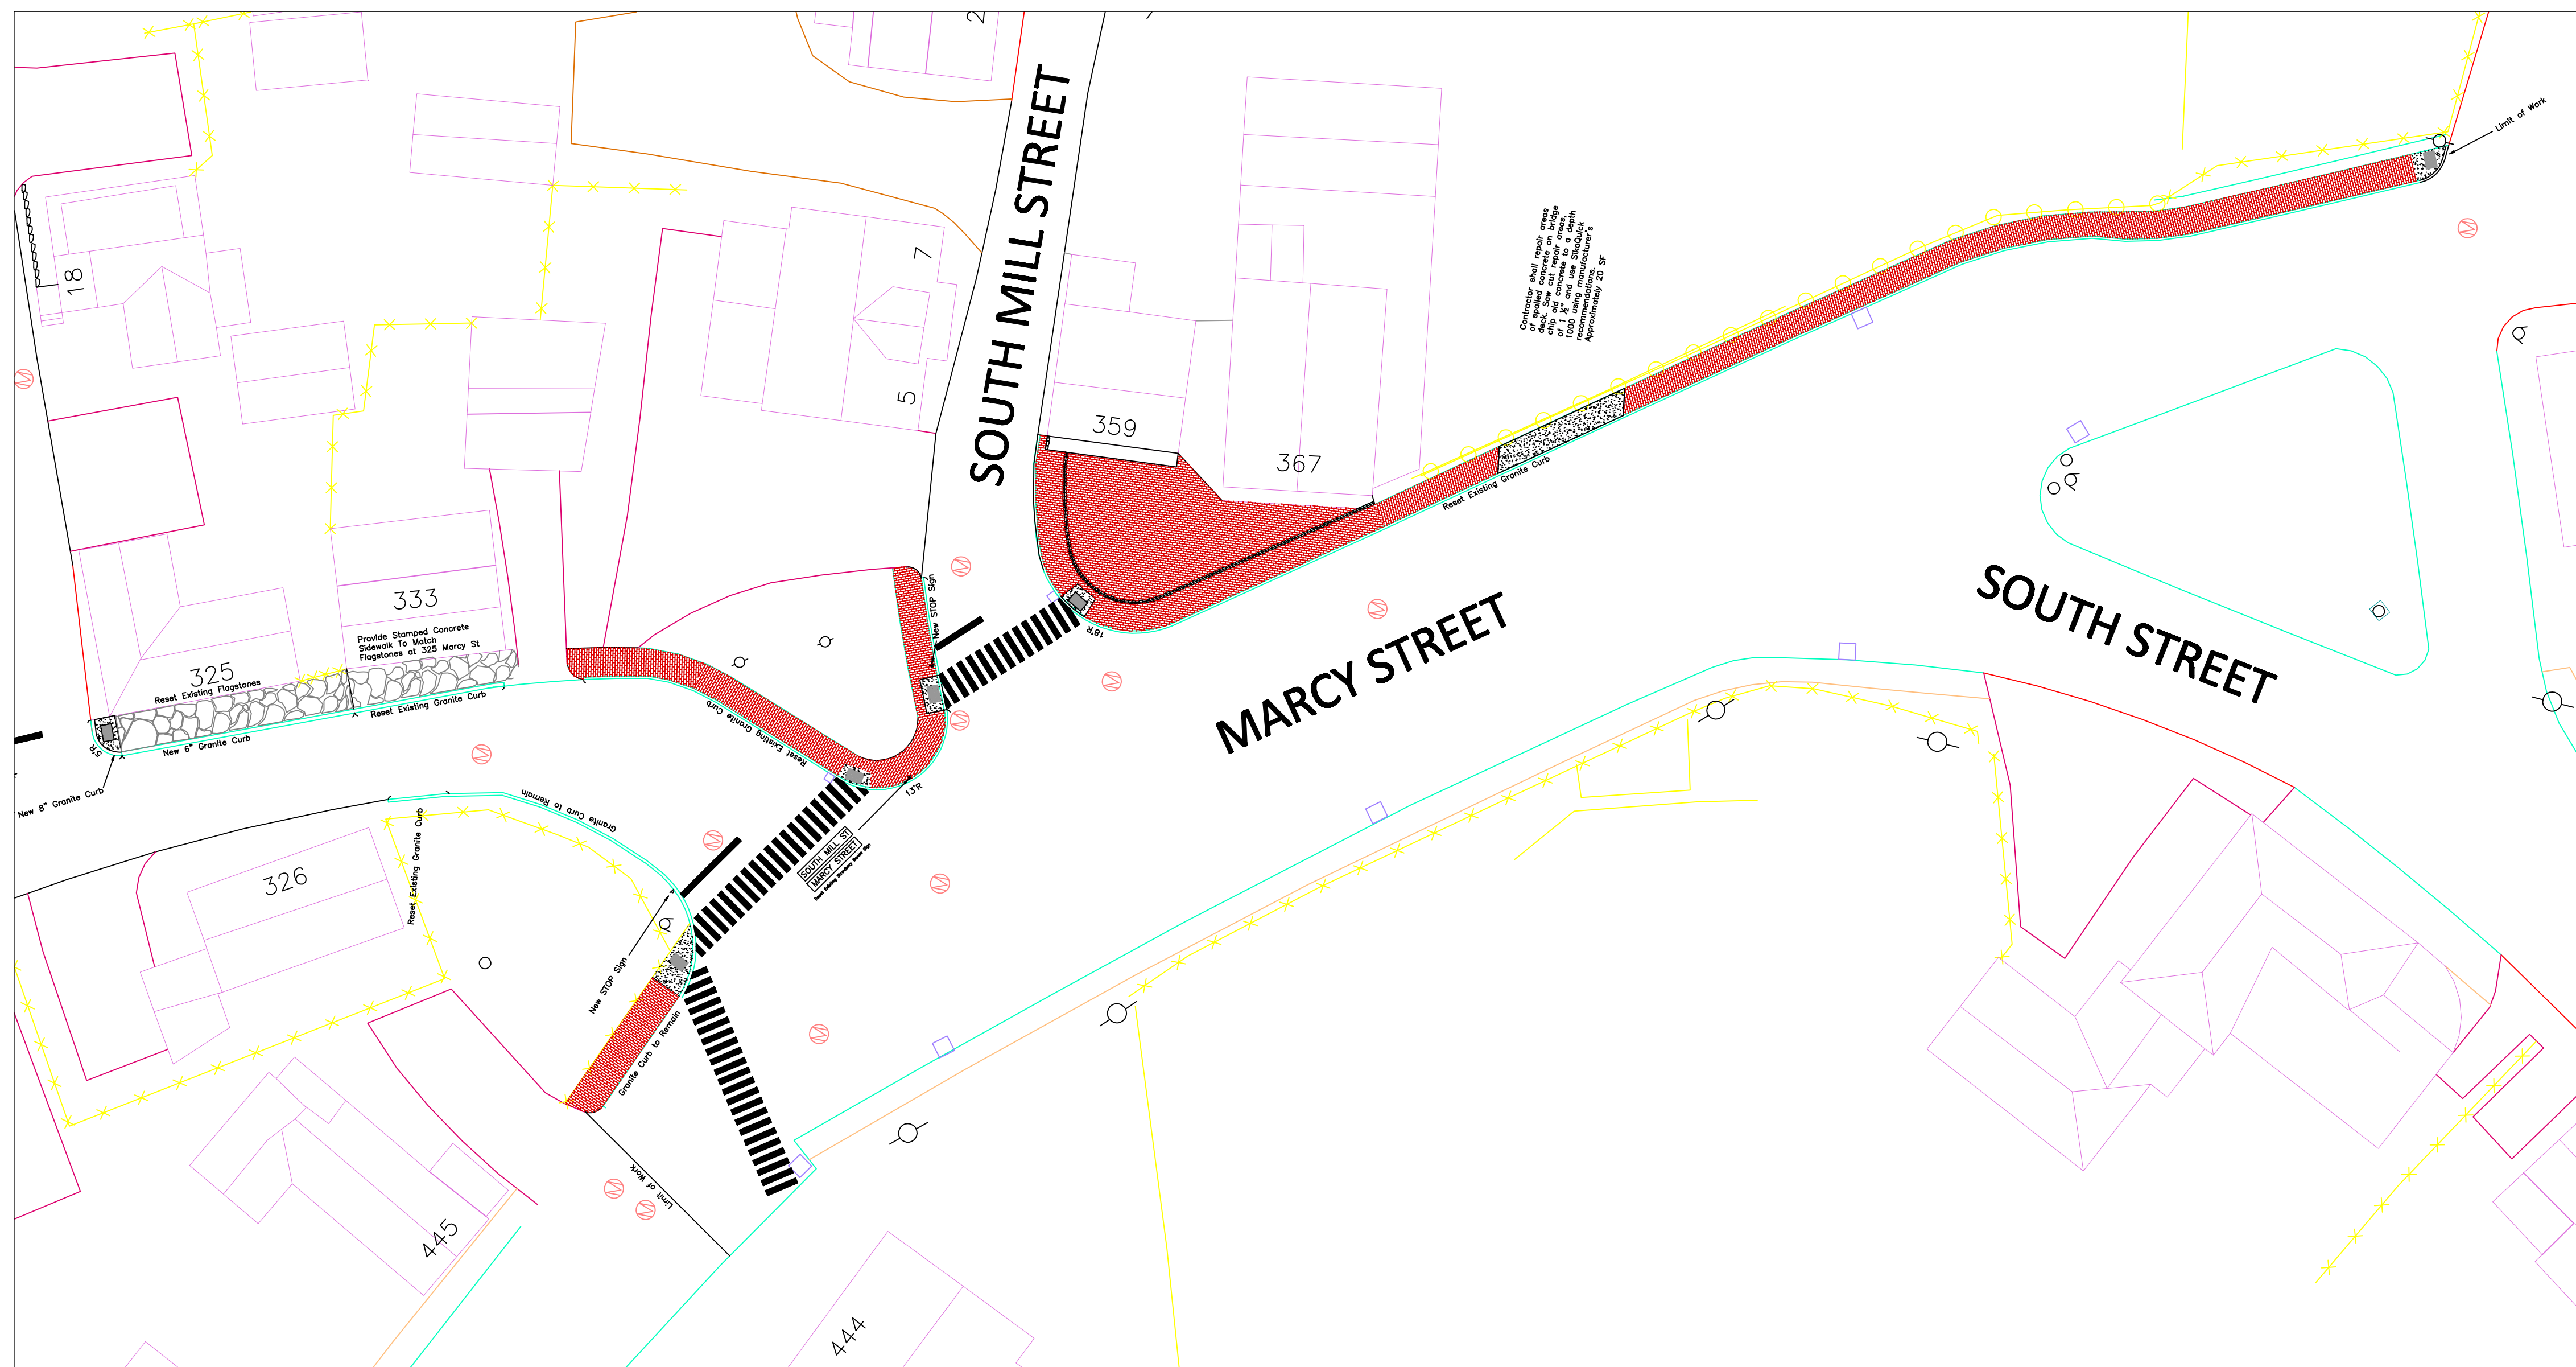 SOUTH MILL STREET
MARCY STREET
SOUTH STREET
Limit of Work
Contractor shall repair areas
of spalled concrete on bridge
deck. Saw cut repair areas,
chip old concrete to a depth
of 1 ½" and use SikaQuick
1000 using manufacturer's
recommendations.
Approximately 20 SF
18
7
5
2
359
367
Reset Existing Granite Curb
333
Provide Stamped Concrete
Sidewalk To Match
Flagstones at 325 Marcy St
325
Reset Existing Flagstones
Reset Existing Granite Curb
New 6" Granite Curb
5'R
New 8" Granite Curb
Reset Existing Granite Curb
New STOP Sign
18'R
13'R
SOUTH MILL ST
MARCY STREET
Granite Curb to Remain
Reset Existing Granite Curb
326
New STOP Sign
Granite Curb to Remain
Limit of Work
445
444